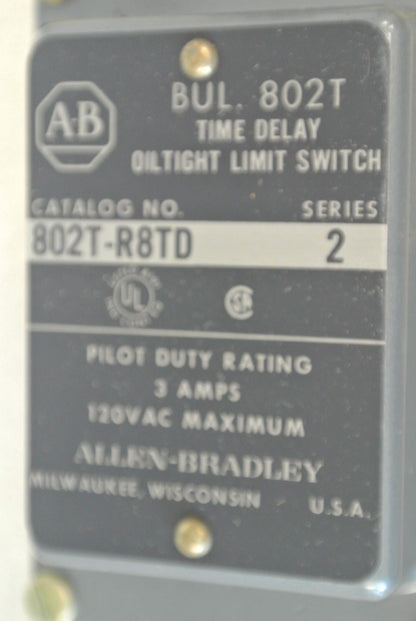 A-B
BUL. 802T
TIME DELAY
OILTIGHT LIMIT SWITCH
CATALOG NO. SERIES
802T-R8TD 2
UL
PILOT DUTY RATING
3 AMPS
120VAC MAXIMUM
ALLEN-BRADLEY
MILWAUKEE, WISCONSIN U.S.A.